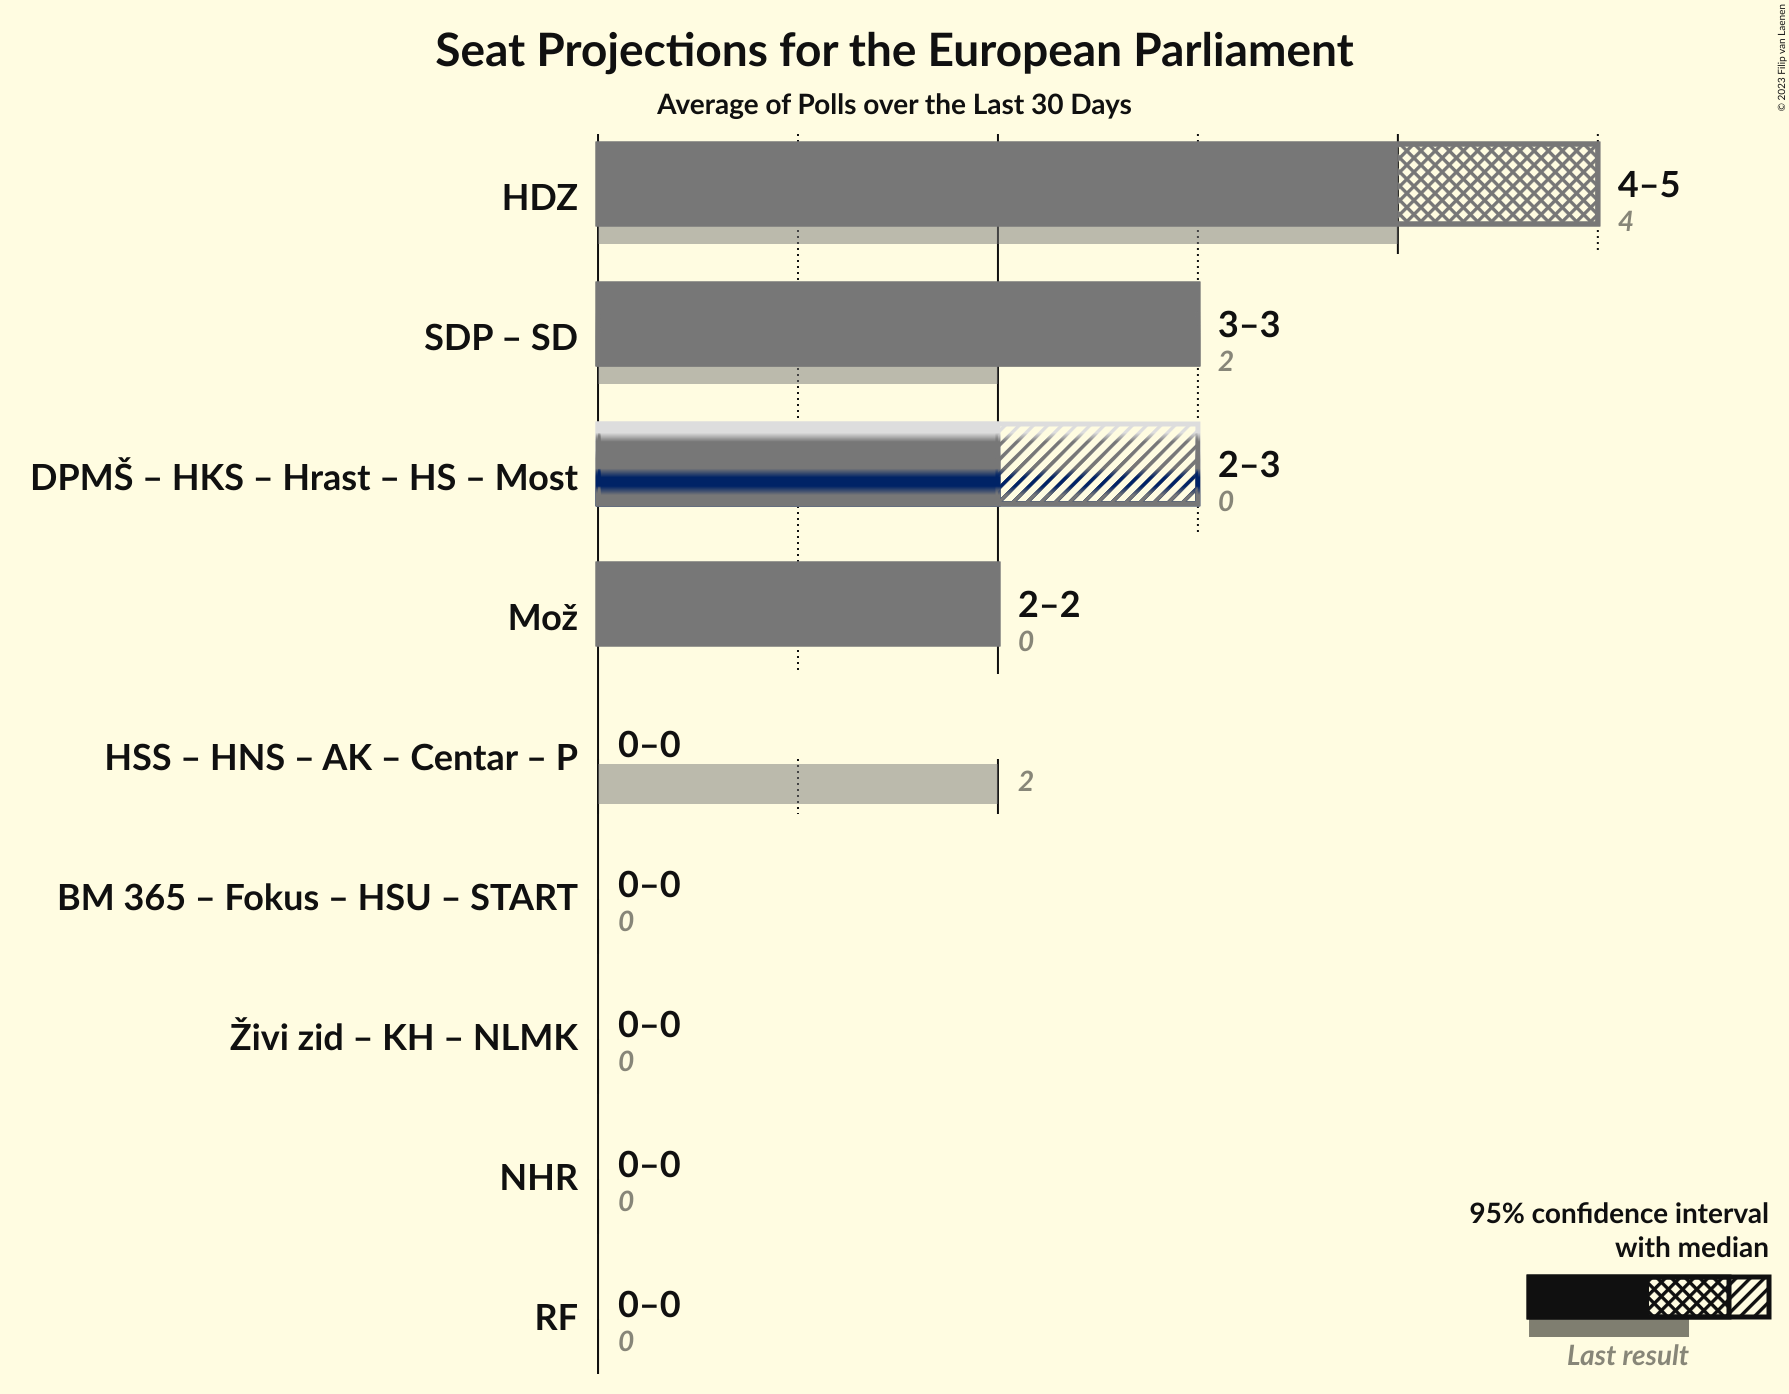 Seat Projections for the European Parliament
Average of Polls over the Last 30 Days
© 2023 Filip van Laenen
HDZ
4–5
4
SDP – SD
3–3
2
DPMŠ – HKS – Hrast – HS – Most
2–3
0
Mož
2–2
0
HSS – HNS – AK – Centar – P
0–0
2
BM 365 – Fokus – HSU – START
0–0
0
Živi zid – KH – NLMK
0–0
0
NHR
0–0
0
RF
0–0
0
95% confidence interval
with median
Last result